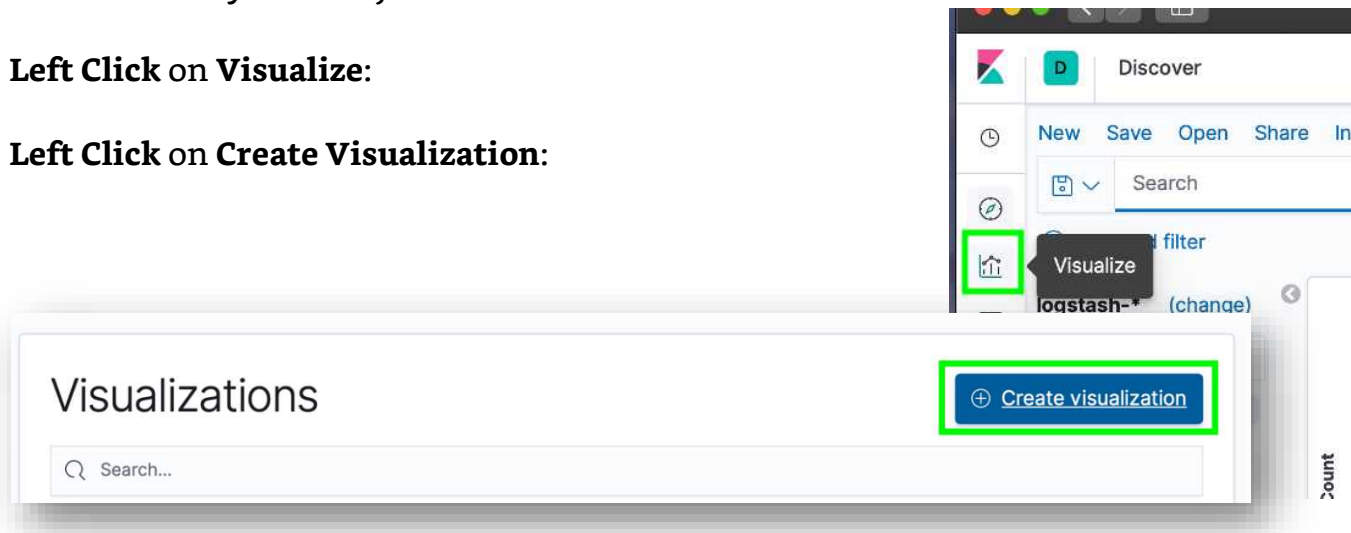 Left Click on Visualize:
Left Click on Create Visualization:
D Discover
New Save Open Share In
Search
filter
Visualize
logstash-* (change)
Visualizations
Create visualization
Search...
Count